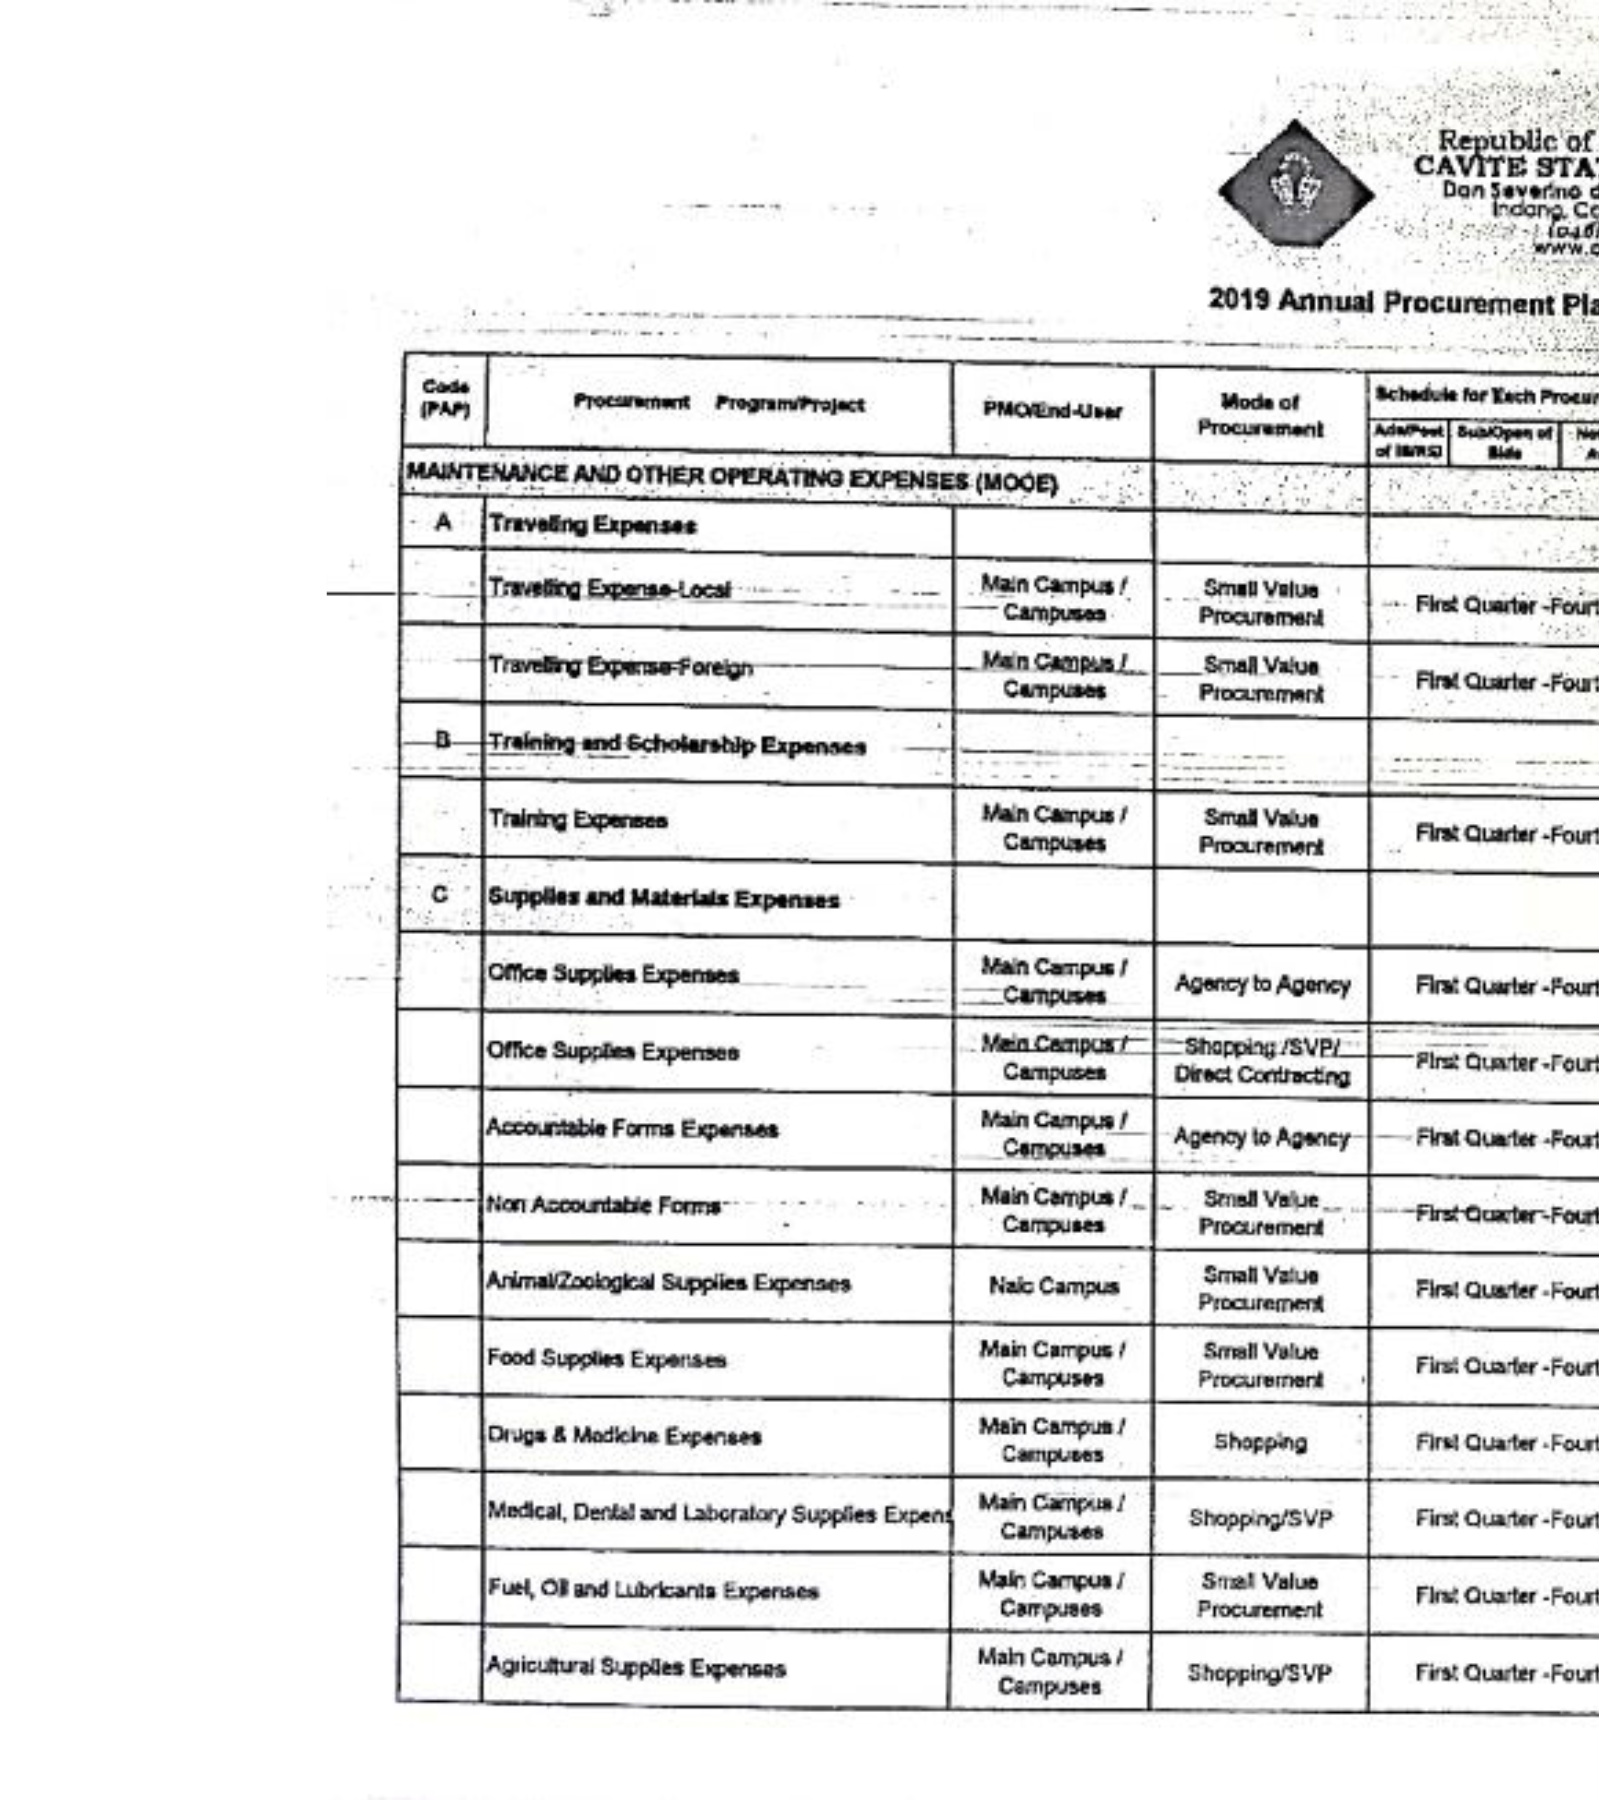 Republic of
CAVITE STA
Don Severino d
Indang, Ca
www.c
2019 Annual Procurement Pla
Code
(PAP)
Procurement Program/Project
PMO/End-User
Mode of
Procurement
Schedule for Each Procur
Ads/Post
of IB/REI
Sub/Open of
Bids
MAINTENANCE AND OTHER OPERATING EXPENSES (MOOE)
A Traveling Expenses
Travelling Expense-Local
Main Campus /
Campuses
Small Value
Procurement
First Quarter -Fourt
Travelling Expense-Foreign
Main Campus /
Campuses
Small Value
Procurement
First Quarter -Fourt
B Training and Scholarship Expenses
Training Expenses
Main Campus /
Campuses
Small Value
Procurement
First Quarter -Fourt
C Supplies and Materials Expenses
Office Supplies Expenses
Main Campus /
Campuses
Agency to Agency
First Quarter -Fourt
Office Supplies Expenses
Main Campus /
Campuses
Shopping /SVP/
Direct Contracting
First Quarter -Fourt
Accountable Forms Expenses
Main Campus /
Campuses
Agency to Agency
First Quarter -Fourt
Non Accountable Forms
Main Campus /
Campuses
Small Value
Procurement
First Quarter -Fourt
Animal/Zoological Supplies Expenses
Naic Campus
Small Value
Procurement
First Quarter -Fourt
Food Supplies Expenses
Main Campus /
Campuses
Small Value
Procurement
First Quarter -Fourt
Drugs & Medicine Expenses
Main Campus /
Campuses
Shopping
First Quarter -Fourt
Medical, Dental and Laboratory Supplies Expens
Main Campus /
Campuses
Shopping/SVP
First Quarter -Fourt
Fuel, Oil and Lubricants Expenses
Main Campus /
Campuses
Small Value
Procurement
First Quarter -Fourt
Agricultural Supplies Expenses
Main Campus /
Campuses
Shopping/SVP
First Quarter -Fourt